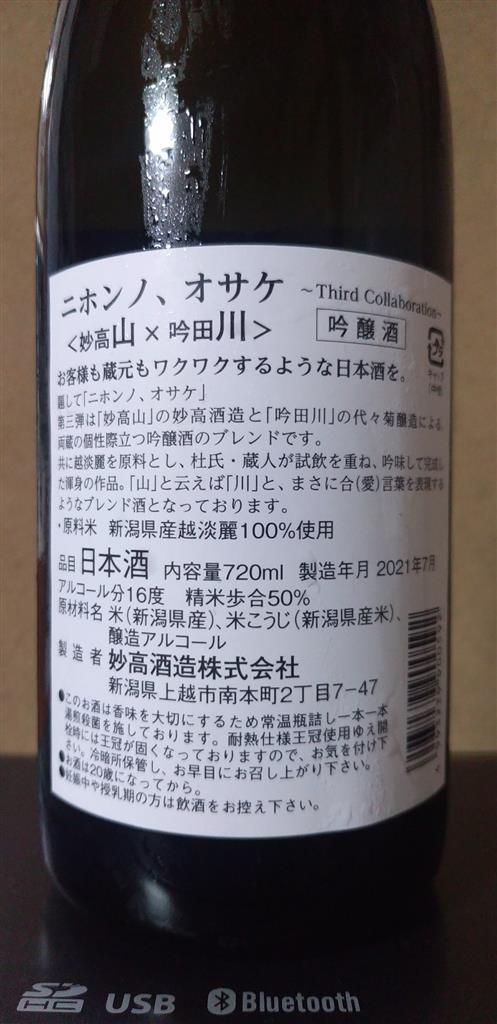 ニホンノ、オサケ ～Third Collaboration～
＜妙高山×吟田川＞ 吟醸酒
お客様も蔵元もワクワクするような日本酒を。
題して「ニホンノ、オサケ」
第三弾は「妙高山」の妙高酒造と「吟田川」の代々菊醸造による、
両蔵の個性際立つ吟醸酒のブレンドです。
共に越淡麗を原料とし、杜氏・蔵人が試飲を重ね、吟味して完成し
た渾身の作品。「山」と云えば「川」と、まさに合(愛)言葉を表現する
ようなブレンド酒となっております。
・原料米 新潟県産越淡麗100%使用
品目 日本酒 内容量720ml 製造年月 2021年7月
アルコール分16度 精米歩合50%
原材料名 米(新潟県産)、米こうじ(新潟県産米)、
醸造アルコール
製造者 妙高酒造株式会社
新潟県上越市南本町2丁目7-47
●このお酒は香味を大切にするため常温瓶詰し一本一本
湯煎殺菌を施しております。耐熱仕様王冠使用ゆえ開
栓時には王冠が固くなっておりますので、お気を付け下
さい。冷暗所保管し、お早目にお召し上がり下さい。
●お酒は20歳になってから。
●妊娠中や授乳期の方は飲酒をお控え下さい。
SD HC USB Bluetooth